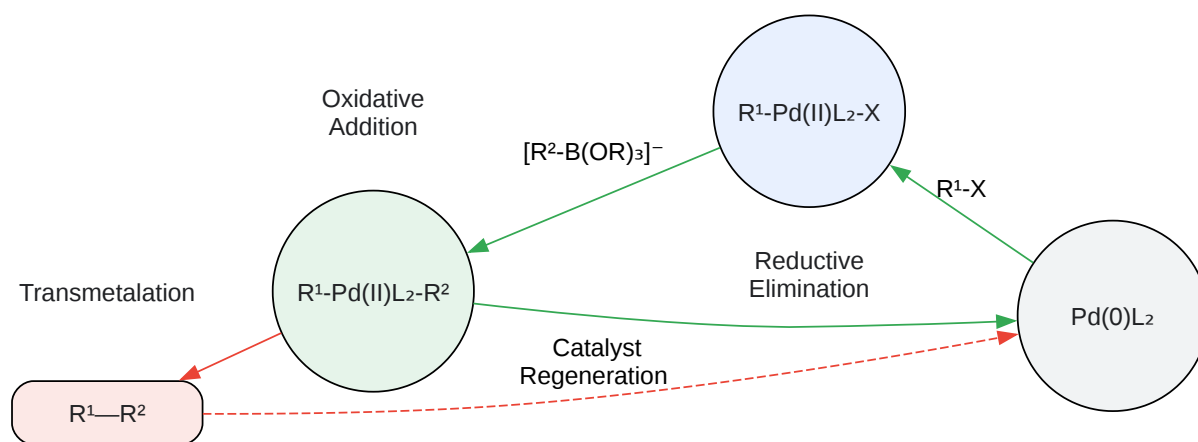 Oxidative
Addition
R¹-Pd(II)L₂-X
[R²-B(OR)₃]⁻
R¹-X
Transmetalation
R¹-Pd(II)L₂-R²
Reductive
Elimination
Pd(0)L₂
Catalyst
Regeneration
R¹—R²